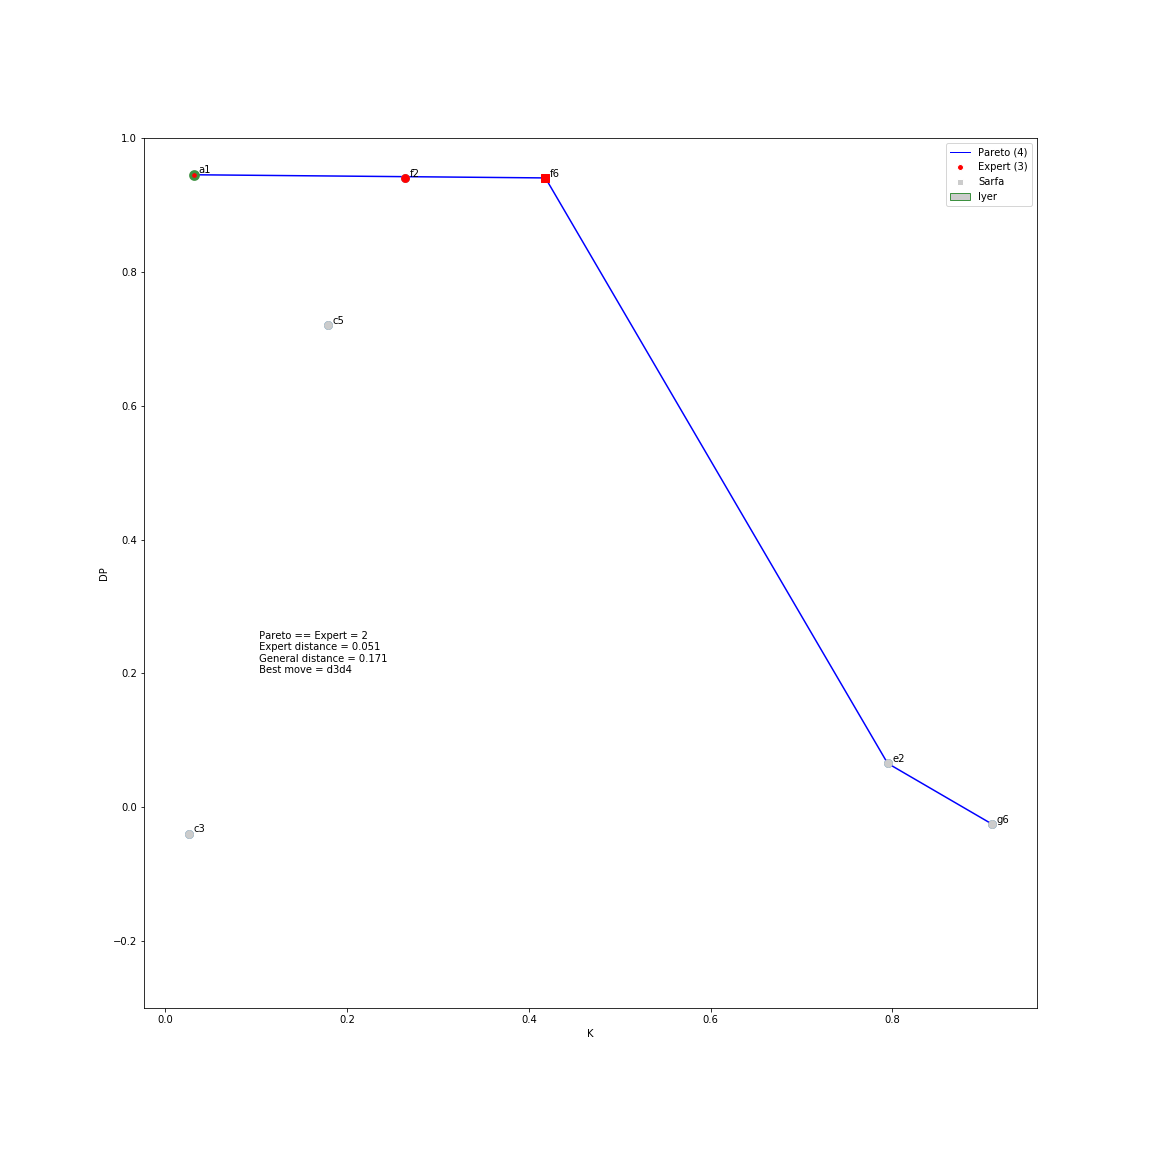 1.0
Pareto (4)
Expert (3)
Sarfa
Iyer
a1
f2
f6
0.8
c5
0.6
0.4
DP
Pareto == Expert = 2
Expert distance = 0.051
General distance = 0.171
Best move = d3d4
0.2
e2
0.0
g6
c3
−0.2
0.0 0.2 0.4 0.6 0.8
K